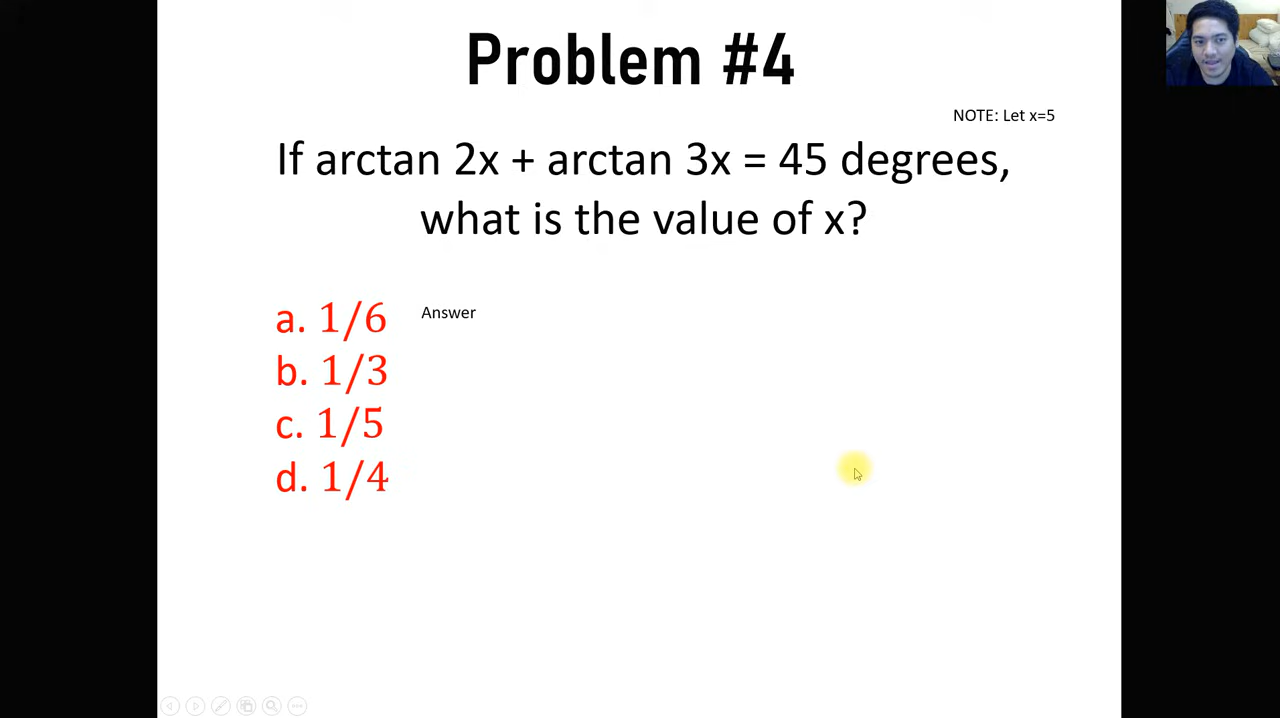 Problem #4
NOTE: Let x=5
If arctan 2x + arctan 3x = 45 degrees,
what is the value of x?
a. 1/6 Answer
b. 1/3
c. 1/5
d. 1/4